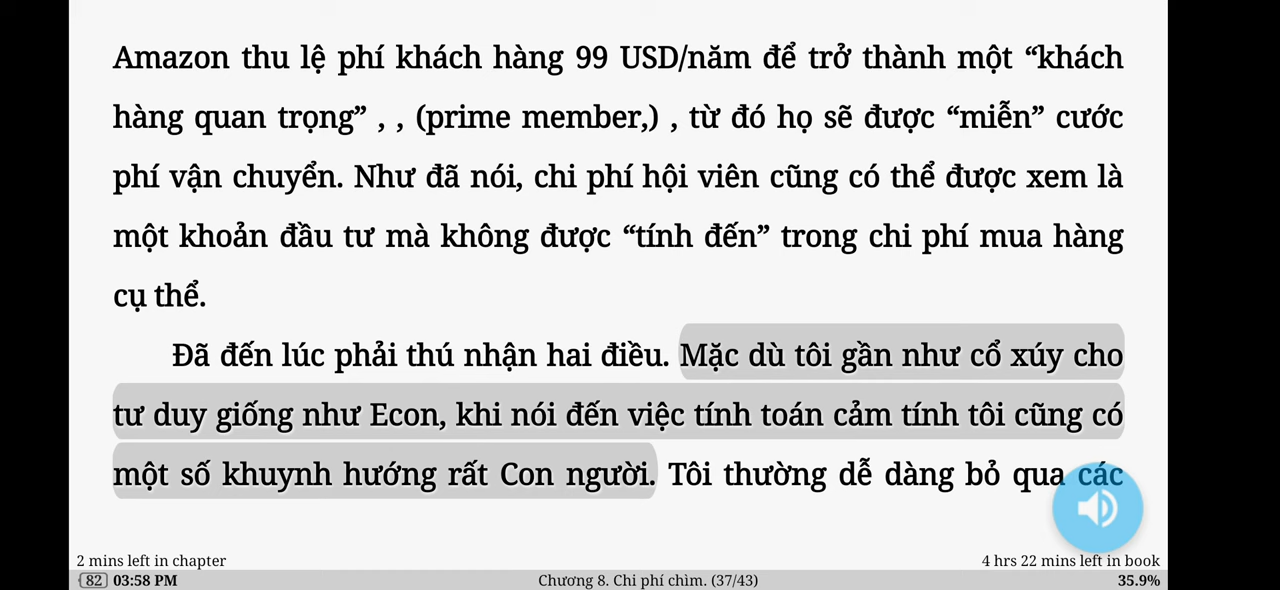 Amazon thu lệ phí khách hàng 99 USD/năm để trở thành một “khách
hàng quan trọng” , , (prime member,) , từ đó họ sẽ được “miễn” cước
phí vận chuyển. Như đã nói, chi phí hội viên cũng có thể được xem là
một khoản đầu tư mà không được “tính đến” trong chi phí mua hàng
cụ thể.
Đã đến lúc phải thú nhận hai điều. Mặc dù tôi gần như cổ xúy cho
tư duy giống như Econ, khi nói đến việc tính toán cảm tính tôi cũng có
một số khuynh hướng rất Con người. Tôi thường dễ dàng bỏ qua các
2 mins left in chapter
4 hrs 22 mins left in book
82 03:58 PM
Chương 8. Chi phí chìm. (37/43)
35.9%